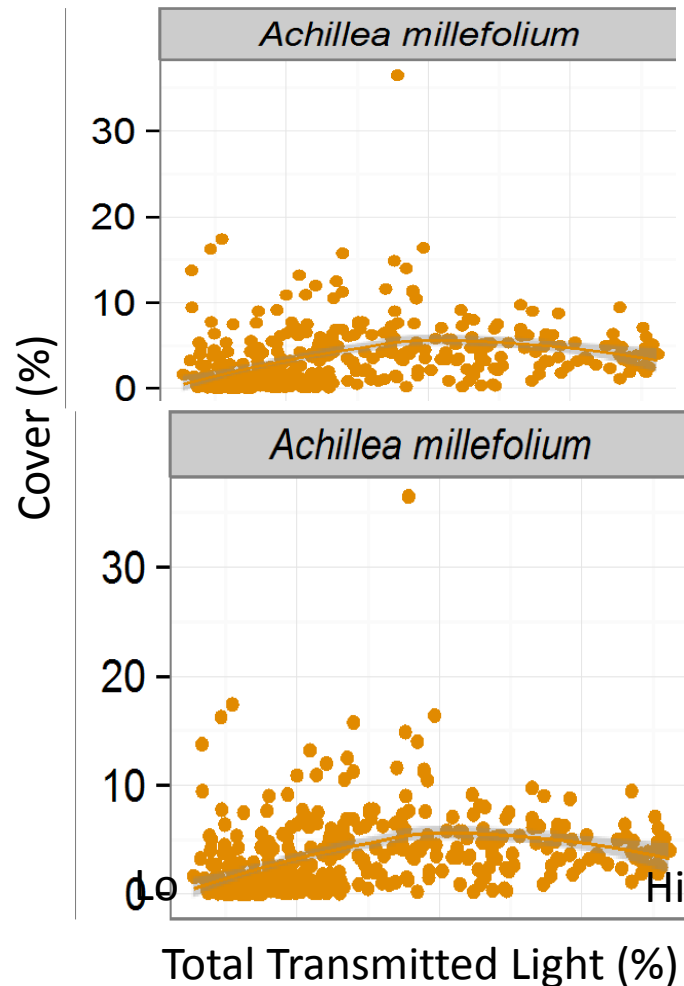 Achillea millefolium
30
20
10
0
Cover (%)
Achillea millefolium
30
20
10
0
Lo
Hi
Total Transmitted Light (%)